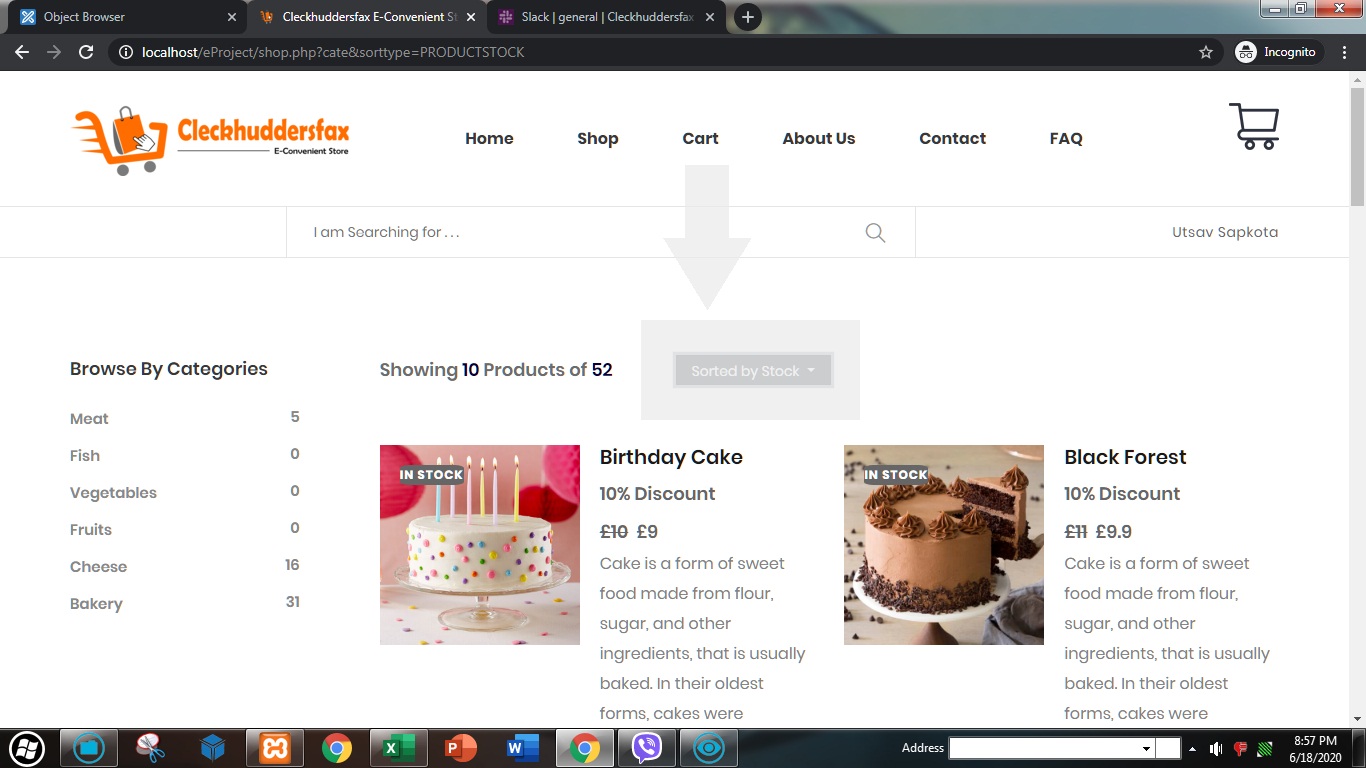 Object Browser
Cleckhuddersfax E-Convenient St
Slack | general | Cleckhuddersfax
localhost/eProject/shop.php?cate&sorttype=PRODUCTSTOCK
Incognito
Cleckhuddersfax
E-Convenient Store
Home Shop Cart About Us Contact FAQ
I am Searching for . . .
Utsav Sapkota
Browse By Categories
Meat 5
Fish 0
Vegetables 0
Fruits 0
Cheese 16
Bakery 31
Showing 10 Products of 52
Sorted by Stock
IN STOCK
Birthday Cake
10% Discount
£10 £9
Cake is a form of sweet
food made from flour,
sugar, and other
ingredients, that is usually
baked. In their oldest
forms, cakes were
IN STOCK
Black Forest
10% Discount
£11 £9.9
Cake is a form of sweet
food made from flour,
sugar, and other
ingredients, that is usually
baked. In their oldest
forms, cakes were
Address
8:57 PM
6/18/2020